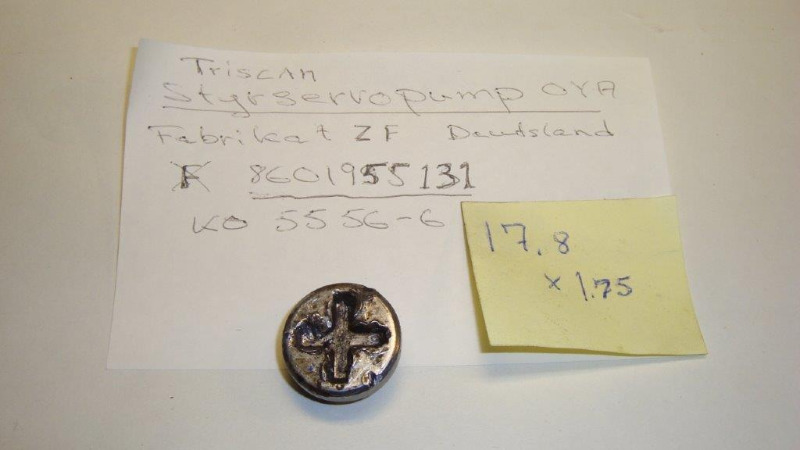 Triscan
Styrservopump OYA
Fabrikat ZF Deutsland
F 8601955131
KO 5556-6
17.8
x 1.75